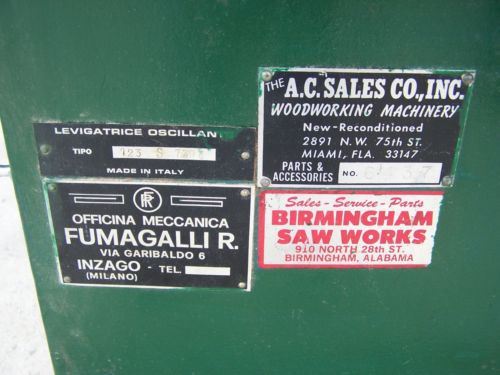 LEVIGATRICE OSCILLANT
TIPO
MADE IN ITALY
OFFICINA MECCANICA
FUMAGALLI R.
VIA GARIBALDO 6
INZAGO - TEL.
(MILANO)
THE A.C. SALES CO., INC.
WOODWORKING MACHINERY
New-Reconditioned
2891 N.W. 75th ST.
MIAMI, FLA. 33147
PARTS &
ACCESSORIES NO.
Sales - Service - Parts
BIRMINGHAM
SAW WORKS
910 NORTH 28th ST.
BIRMINGHAM, ALABAMA